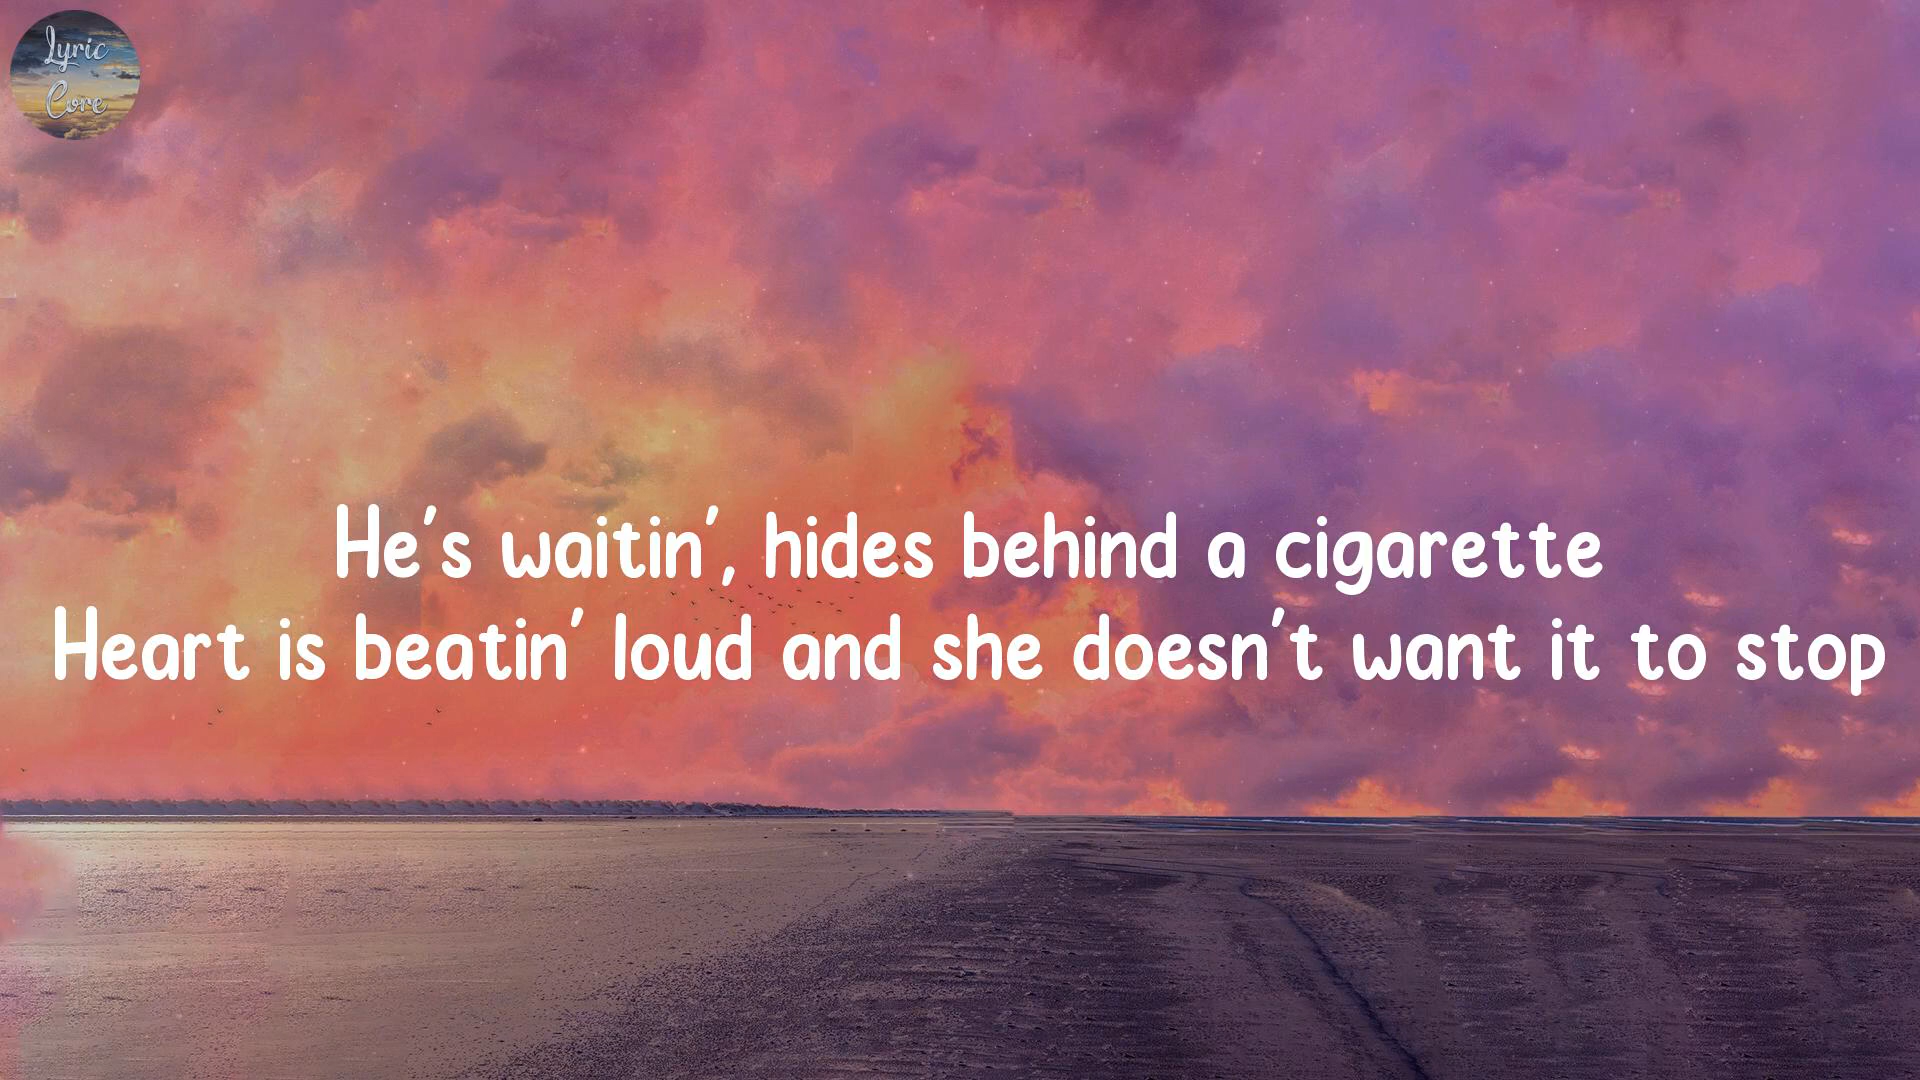 Lyric
Core
He's waitin', hides behind a cigarette
Heart is beatin' loud and she doesn't want it to stop